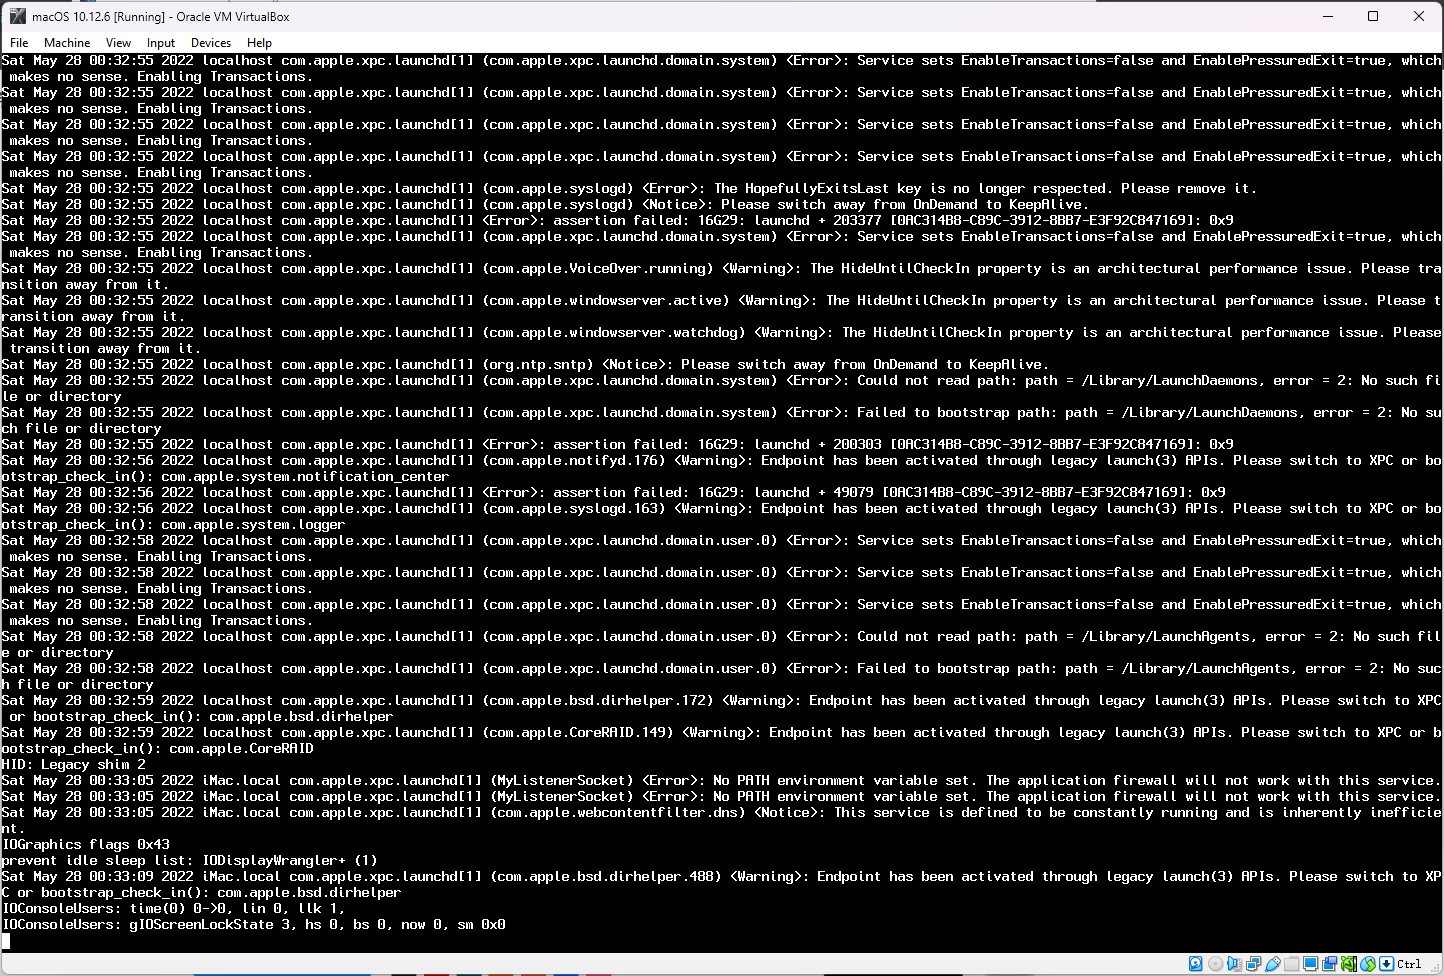 macOS 10.12.6 [Running] - Oracle VM VirtualBox
File Machine View Input Devices Help
Sat May 28 00:32:55 2022 localhost com.apple.xpc.launchd[1] (com.apple.xpc.launchd.domain.system) <Error>: Service sets EnableTransactions=false and EnablePressuredExit=true, which
makes no sense. Enabling Transactions.
Sat May 28 00:32:55 2022 localhost com.apple.xpc.launchd[1] (com.apple.xpc.launchd.domain.system) <Error>: Service sets EnableTransactions=false and EnablePressuredExit=true, which
makes no sense. Enabling Transactions.
Sat May 28 00:32:55 2022 localhost com.apple.xpc.launchd[1] (com.apple.xpc.launchd.domain.system) <Error>: Service sets EnableTransactions=false and EnablePressuredExit=true, which
makes no sense. Enabling Transactions.
Sat May 28 00:32:55 2022 localhost com.apple.xpc.launchd[1] (com.apple.xpc.launchd.domain.system) <Error>: Service sets EnableTransactions=false and EnablePressuredExit=true, which
makes no sense. Enabling Transactions.
Sat May 28 00:32:55 2022 localhost com.apple.xpc.launchd[1] (com.apple.syslogd) <Error>: The HopefullyExitsLast key is no longer respected. Please remove it.
Sat May 28 00:32:55 2022 localhost com.apple.xpc.launchd[1] (com.apple.syslogd) <Notice>: Please switch away from OnDemand to KeepAlive.
Sat May 28 00:32:55 2022 localhost com.apple.xpc.launchd[1] <Error>: assertion failed: 16G29: launchd + 203377 [0AC314B8-C89C-3912-8BB7-E3F92C847169]: 0x9
Sat May 28 00:32:55 2022 localhost com.apple.xpc.launchd[1] (com.apple.xpc.launchd.domain.system) <Error>: Service sets EnableTransactions=false and EnablePressuredExit=true, which
makes no sense. Enabling Transactions.
Sat May 28 00:32:55 2022 localhost com.apple.xpc.launchd[1] (com.apple.VoiceOver.running) <Warning>: The HideUntilCheckIn property is an architectural performance issue. Please tra
nsition away from it.
Sat May 28 00:32:55 2022 localhost com.apple.xpc.launchd[1] (com.apple.windowserver.active) <Warning>: The HideUntilCheckIn property is an architectural performance issue. Please t
ransition away from it.
Sat May 28 00:32:55 2022 localhost com.apple.xpc.launchd[1] (com.apple.windowserver.watchdog) <Warning>: The HideUntilCheckIn property is an architectural performance issue. Please
transition away from it.
Sat May 28 00:32:55 2022 localhost com.apple.xpc.launchd[1] (org.ntp.sntp) <Notice>: Please switch away from OnDemand to KeepAlive.
Sat May 28 00:32:55 2022 localhost com.apple.xpc.launchd[1] (com.apple.xpc.launchd.domain.system) <Error>: Could not read path: path = /Library/LaunchDaemons, error = 2: No such fi
le or directory
Sat May 28 00:32:55 2022 localhost com.apple.xpc.launchd[1] (com.apple.xpc.launchd.domain.system) <Error>: Failed to bootstrap path: path = /Library/LaunchDaemons, error = 2: No su
ch file or directory
Sat May 28 00:32:55 2022 localhost com.apple.xpc.launchd[1] <Error>: assertion failed: 16G29: launchd + 200303 [0AC314B8-C89C-3912-8BB7-E3F92C847169]: 0x9
Sat May 28 00:32:56 2022 localhost com.apple.xpc.launchd[1] (com.apple.notifyd.176) <Warning>: Endpoint has been activated through legacy launch(3) APIs. Please switch to XPC or bo
otstrap_check_in(): com.apple.system.notification_center
Sat May 28 00:32:56 2022 localhost com.apple.xpc.launchd[1] <Error>: assertion failed: 16G29: launchd + 49079 [0AC314B8-C89C-3912-8BB7-E3F92C847169]: 0x9
Sat May 28 00:32:56 2022 localhost com.apple.xpc.launchd[1] (com.apple.syslogd.163) <Warning>: Endpoint has been activated through legacy launch(3) APIs. Please switch to XPC or bo
otstrap_check_in(): com.apple.system.logger
Sat May 28 00:32:58 2022 localhost com.apple.xpc.launchd[1] (com.apple.xpc.launchd.domain.user.0) <Error>: Service sets EnableTransactions=false and EnablePressuredExit=true, which
makes no sense. Enabling Transactions.
Sat May 28 00:32:58 2022 localhost com.apple.xpc.launchd[1] (com.apple.xpc.launchd.domain.user.0) <Error>: Service sets EnableTransactions=false and EnablePressuredExit=true, which
makes no sense. Enabling Transactions.
Sat May 28 00:32:58 2022 localhost com.apple.xpc.launchd[1] (com.apple.xpc.launchd.domain.user.0) <Error>: Service sets EnableTransactions=false and EnablePressuredExit=true, which
makes no sense. Enabling Transactions.
Sat May 28 00:32:58 2022 localhost com.apple.xpc.launchd[1] (com.apple.xpc.launchd.domain.user.0) <Error>: Could not read path: path = /Library/LaunchAgents, error = 2: No such fil
e or directory
Sat May 28 00:32:58 2022 localhost com.apple.xpc.launchd[1] (com.apple.xpc.launchd.domain.user.0) <Error>: Failed to bootstrap path: path = /Library/LaunchAgents, error = 2: No suc
h file or directory
Sat May 28 00:32:59 2022 localhost com.apple.xpc.launchd[1] (com.apple.bsd.dirhelper.172) <Warning>: Endpoint has been activated through legacy launch(3) APIs. Please switch to XPC
or bootstrap_check_in(): com.apple.bsd.dirhelper
Sat May 28 00:32:59 2022 localhost com.apple.xpc.launchd[1] (com.apple.CoreRAID.149) <Warning>: Endpoint has been activated through legacy launch(3) APIs. Please switch to XPC or b
ootstrap_check_in(): com.apple.CoreRAID
HID: Legacy shim 2
Sat May 28 00:33:05 2022 iMac.local com.apple.xpc.launchd[1] (MyListenerSocket) <Error>: No PATH environment variable set. The application firewall will not work with this service.
Sat May 28 00:33:05 2022 iMac.local com.apple.xpc.launchd[1] (MyListenerSocket) <Error>: No PATH environment variable set. The application firewall will not work with this service.
Sat May 28 00:33:05 2022 iMac.local com.apple.xpc.launchd[1] (com.apple.webcontentfilter.dns) <Notice>: This service is defined to be constantly running and is inherently inefficie
nt.
IOGraphics flags 0x43
prevent idle sleep list: IODisplayWrangler+ (1)
Sat May 28 00:33:09 2022 iMac.local com.apple.xpc.launchd[1] (com.apple.bsd.dirhelper.488) <Warning>: Endpoint has been activated through legacy launch(3) APIs. Please switch to XP
C or bootstrap_check_in(): com.apple.bsd.dirhelper
IOConsoleUsers: time(0) 0->0, lin 0, llk 1,
IOConsoleUsers: gIOScreenLockState 3, hs 0, bs 0, now 0, sm 0x0
Ctrl